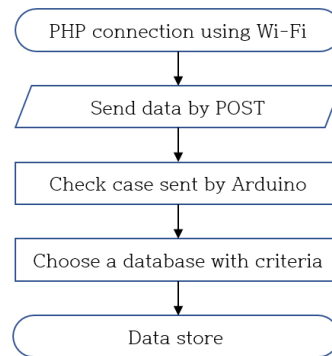 PHP connection using Wi-Fi
Send data by POST
Check case sent by Arduino
Choose a database with criteria
Data store